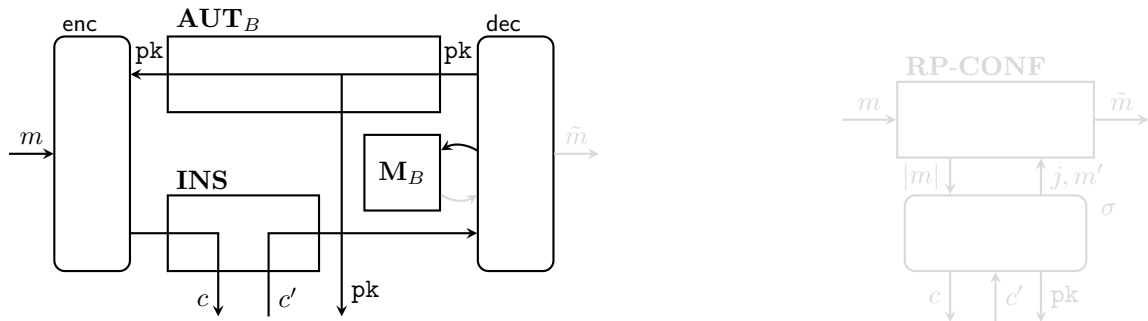 enc
AUT_B
dec
pk
pk
RP-CONF
m
m̃
m
m̃
M_B
INS
|m|
j, m′
σ
c
c′
pk
c
c′
pk